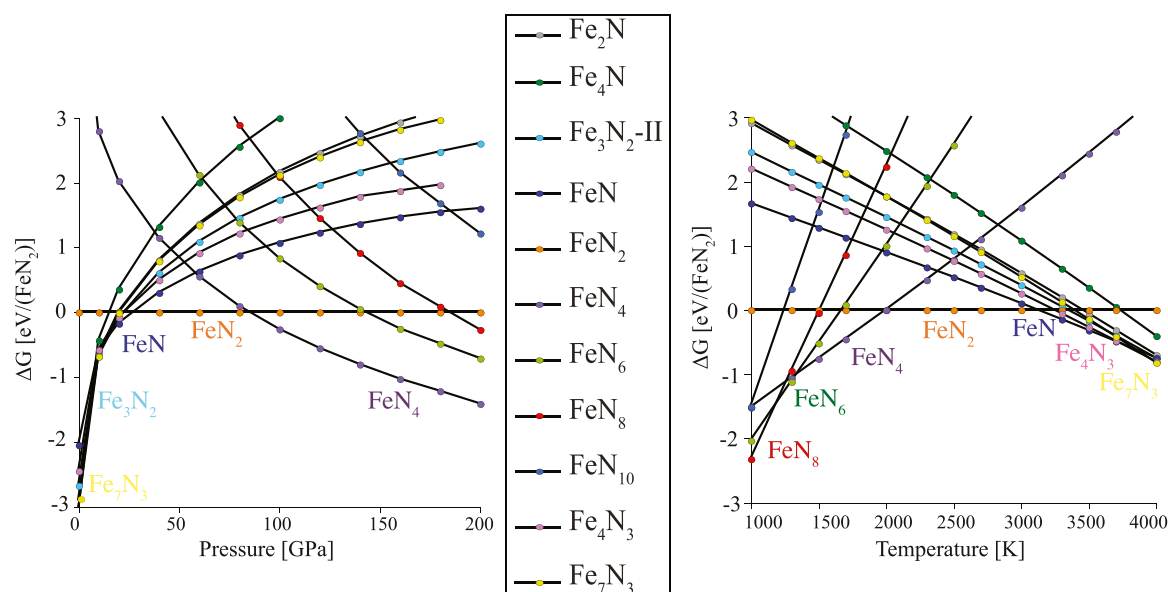 ΔG [eV/(FeN₂)]
3
2
1
0
-1
-2
-3
0
50
100
150
200
Pressure [GPa]
FeN
FeN₂
Fe₃N₂
FeN₄
Fe₇N₃
Fe₂N
Fe₄N
Fe₃N₂-II
FeN
FeN₂
FeN₄
FeN₆
FeN₈
FeN₁₀
Fe₄N₃
Fe₇N₃
ΔG [eV/(FeN₂)]
3
2
1
0
-1
-2
-3
1000
1500
2000
2500
3000
3500
4000
Temperature [K]
FeN₄
FeN₂
FeN
Fe₄N₃
FeN₆
Fe₇N₃
FeN₈